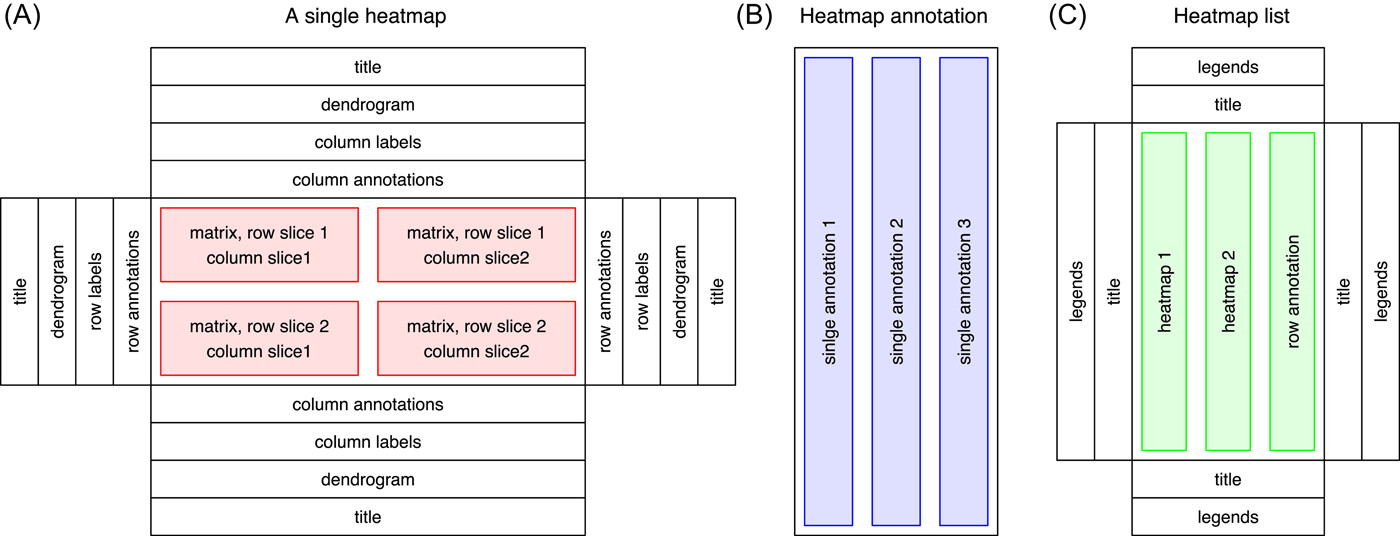 (A)
A single heatmap
title
dendrogram
column labels
column annotations
title
dendrogram
row labels
row annotations
matrix, row slice 1
column slice1
matrix, row slice 1
column slice2
matrix, row slice 2
column slice1
matrix, row slice 2
column slice2
row annotations
row labels
dendrogram
title
column annotations
column labels
dendrogram
title
(B)
Heatmap annotation
sinlge annotation 1
single annotation 2
single annotation 3
(C)
Heatmap list
legends
title
legends
title
heatmap 1
heatmap 2
row annotation
title
legends
title
legends